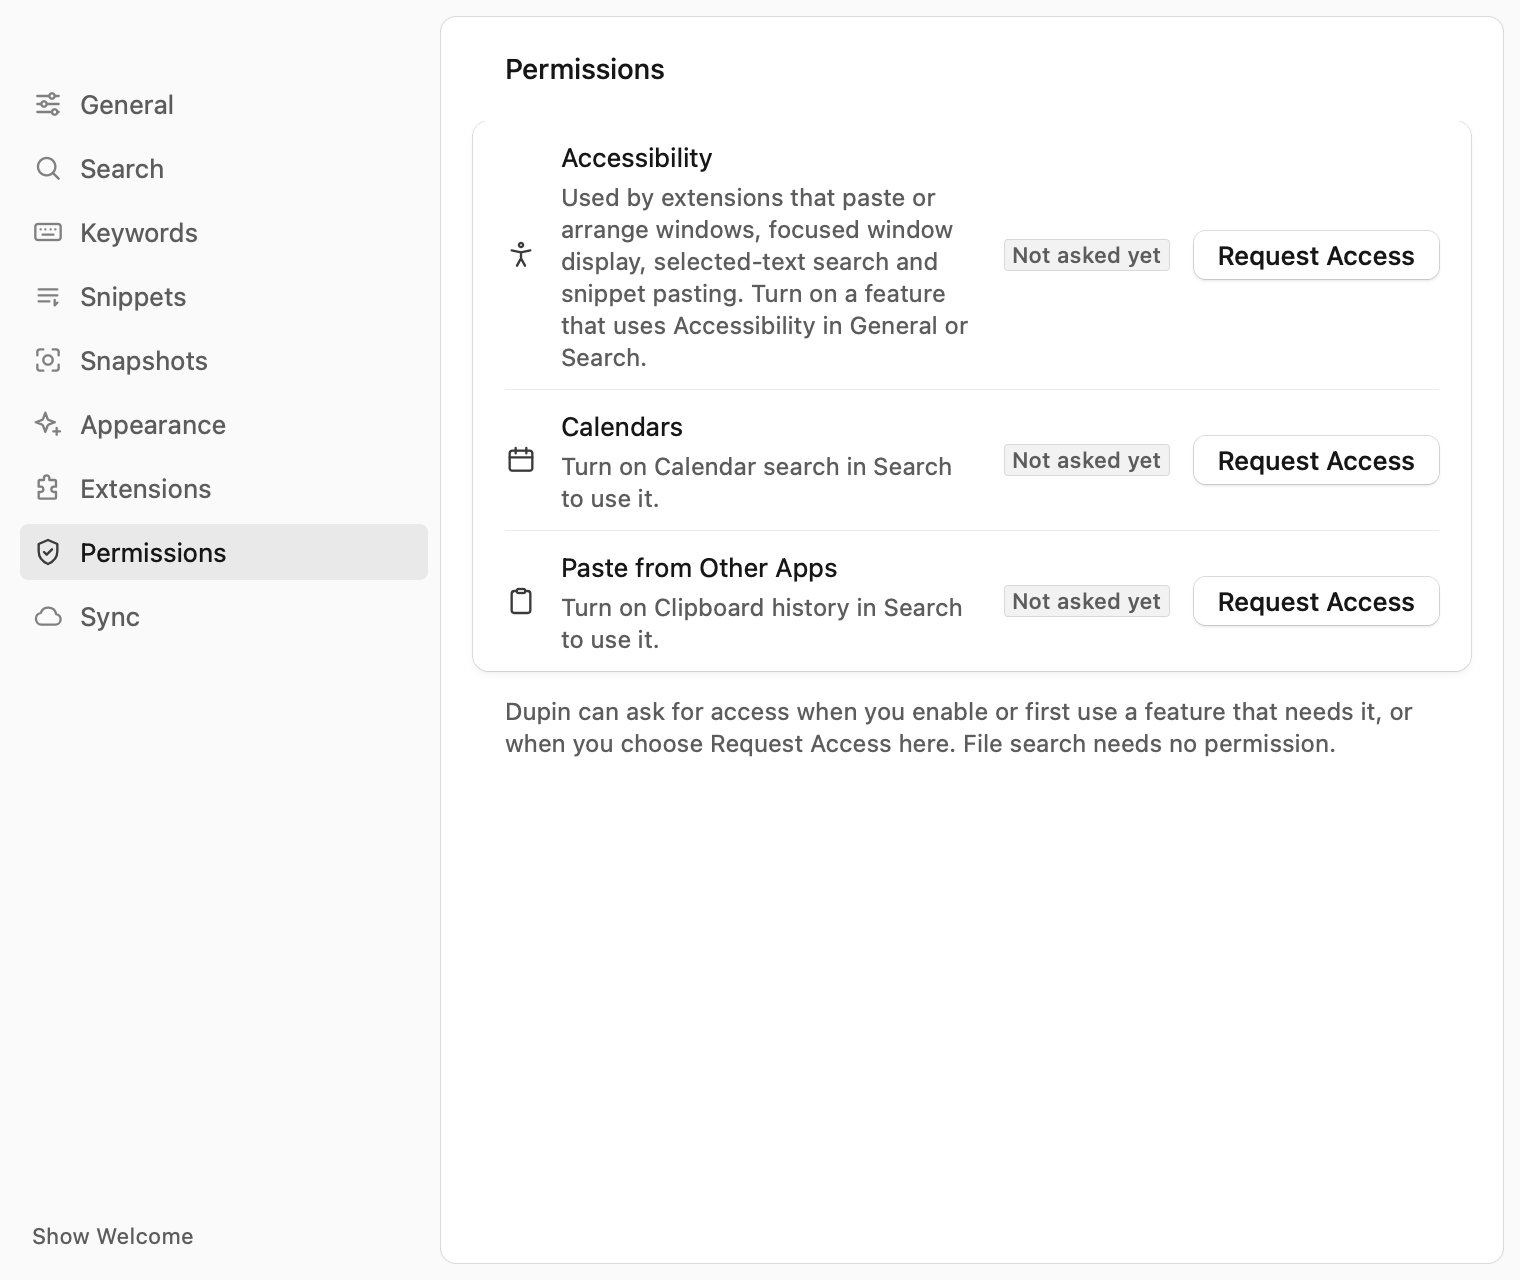 General
Search
Keywords
Snippets
Snapshots
Appearance
Extensions
Permissions
Sync
Show Welcome
Permissions
Accessibility
Used by extensions that paste or
arrange windows, focused window
display, selected-text search and
snippet pasting. Turn on a feature
that uses Accessibility in General or
Search.
Not asked yet
Request Access
Calendars
Turn on Calendar search in Search
to use it.
Not asked yet
Request Access
Paste from Other Apps
Turn on Clipboard history in Search
to use it.
Not asked yet
Request Access
Dupin can ask for access when you enable or first use a feature that needs it, or
when you choose Request Access here. File search needs no permission.